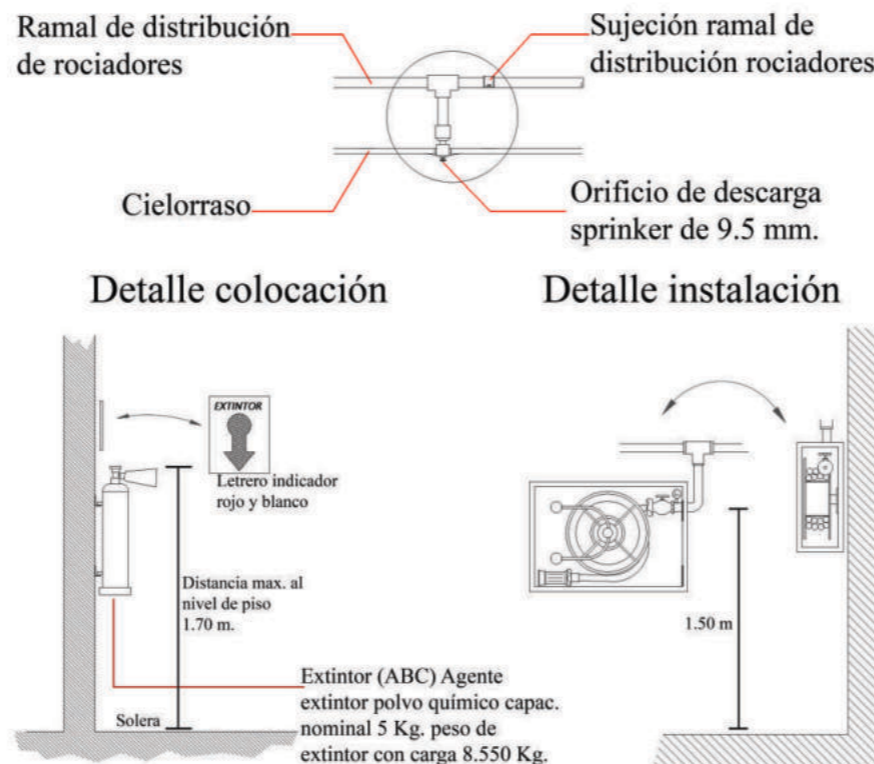 Ramal de distribución
de rociadores
Sujeción ramal de
distribución rociadores
Cielorraso
Orificio de descarga
sprinker de 9.5 mm.
Detalle colocación
Detalle instalación
EXTINTOR
Letrero indicador
rojo y blanco
Distancia max. al
nivel de piso
1.70 m.
1.50 m
Solera
Extintor (ABC) Agente
extintor polvo químico capac.
nominal 5 Kg. peso de
extintor con carga 8.550 Kg.